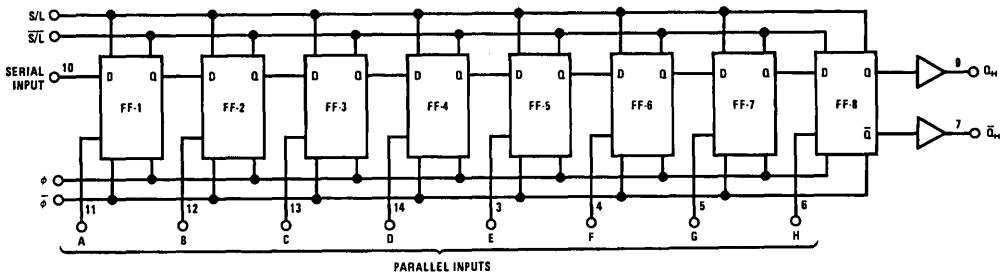 S/L
S/L
SERIAL INPUT 10
D Q D Q D Q D Q D Q D Q D Q D Q
FF-1 FF-2 FF-3 FF-4 FF-5 FF-6 FF-7 FF-8
Q̅
9 Q_H
7 Q̅_H
ϕ
ϕ̅
11 12 13 14 3 4 5 6
A B C D E F G H
PARALLEL INPUTS